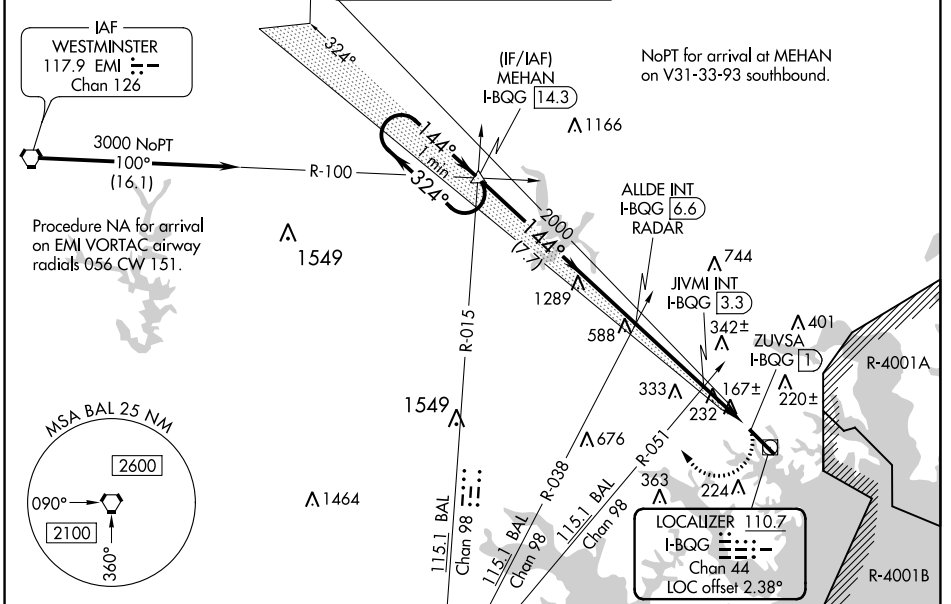 IAF
WESTMINSTER
117.9 EMI
Chan 126
3000 NoPT
100°
(16.1)
R-100
Procedure NA for arrival
on EMI VORTAC airway
radials 056 CW 151.
324°
144°
1 min
324°
(IF/IAF)
MEHAN
I-BQG 14.3
NoPT for arrival at MEHAN
on V31-33-93 southbound.
1166
2000
144°
(7.7)
ALLDE INT
I-BQG 6.6
RADAR
744
JIVMI INT
I-BQG 3.3
342±
401
ZUVSA
I-BQG 1
220±
R-4001A
1549
1289
588
333
232
167±
R-015
1549
676
R-051
R-038
363
224
1464
115.1 BAL
Chan 98
115.1 BAL
Chan 98
115.1 BAL
Chan 98
MSA BAL 25 NM
2600
090°
2100
360°
LOCALIZER 110.7
I-BQG
Chan 44
LOC offset 2.38°
R-4001B